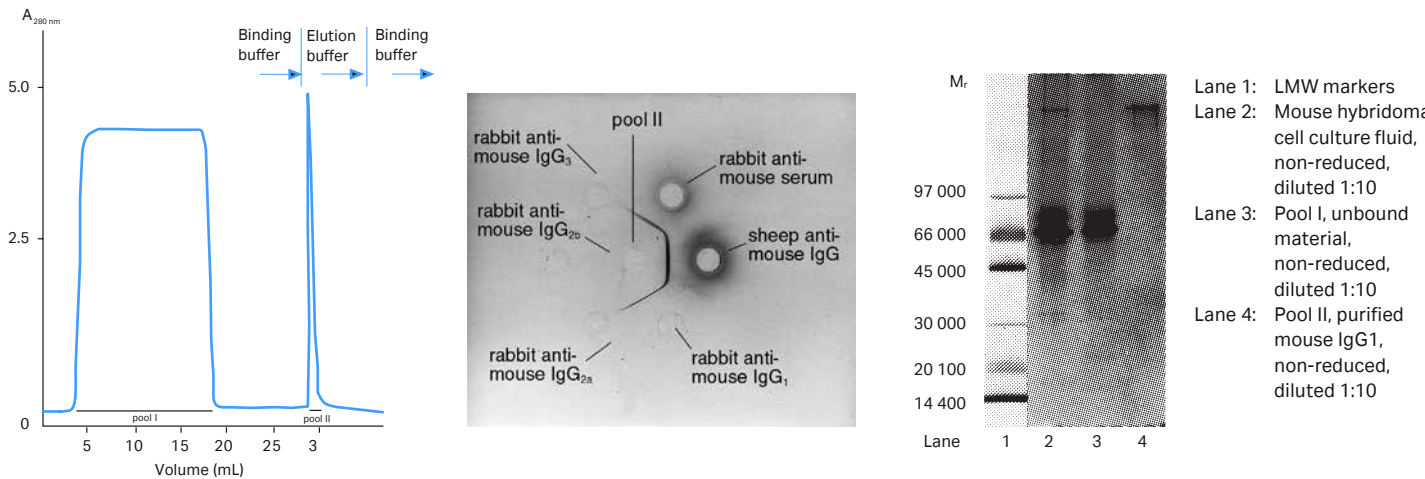 A280 nm
Binding
buffer
Elution
buffer
Binding
buffer
5.0
2.5
0
pool I
pool II
5
10
15
20
25
3
Volume (mL)
pool II
rabbit anti-
mouse IgG3
rabbit anti-
mouse serum
rabbit anti-
mouse IgG2b
sheep anti-
mouse IgG
rabbit anti-
mouse IgG2a
rabbit anti-
mouse IgG1
Mr
97 000
66 000
45 000
30 000
20 100
14 400
Lane 1 2 3 4
Lane 1: LMW markers
Lane 2: Mouse hybridoma
cell culture fluid,
non-reduced,
diluted 1:10
Lane 3: Pool I, unbound
material,
non-reduced,
diluted 1:10
Lane 4: Pool II, purified
mouse IgG1,
non-reduced,
diluted 1:10